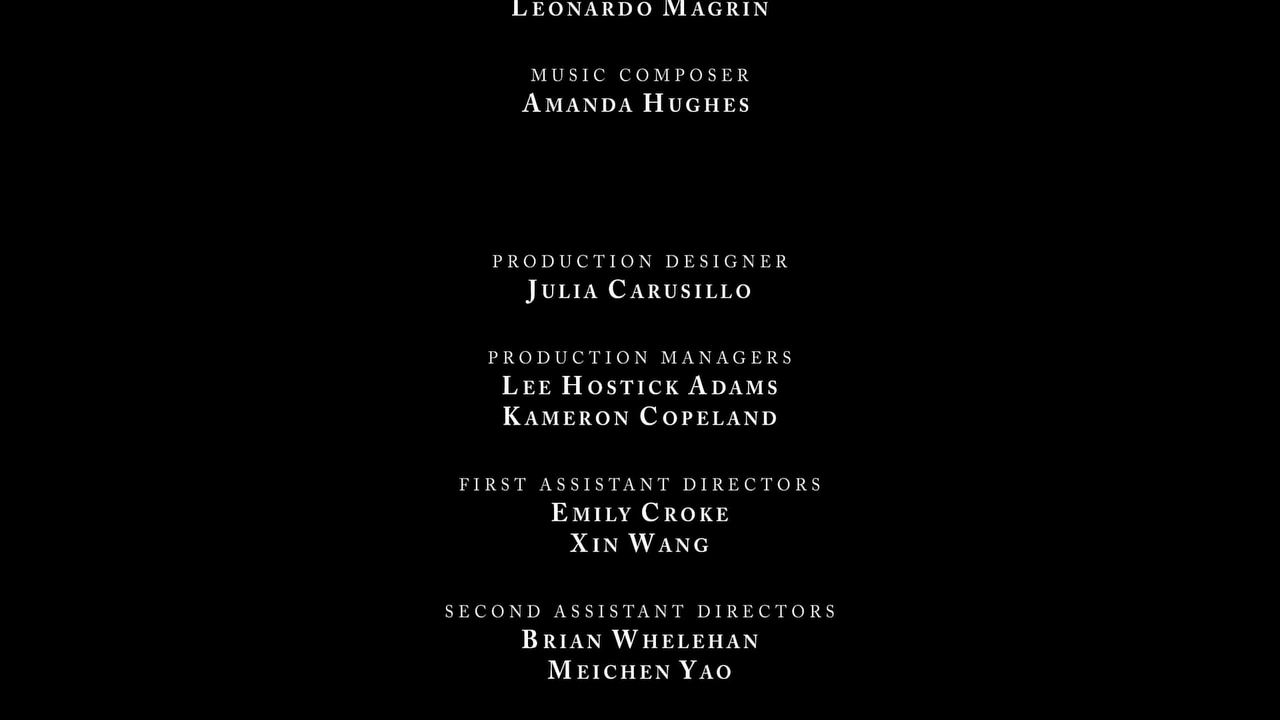 LEONARDO MAGRIN
MUSIC COMPOSER
AMANDA HUGHES
PRODUCTION DESIGNER
JULIA CARUSILLO
PRODUCTION MANAGERS
LEE HOSTICK ADAMS
KAMERON COPELAND
FIRST ASSISTANT DIRECTORS
EMILY CROKE
XIN WANG
SECOND ASSISTANT DIRECTORS
BRIAN WHELEHAN
MEICHEN YAO